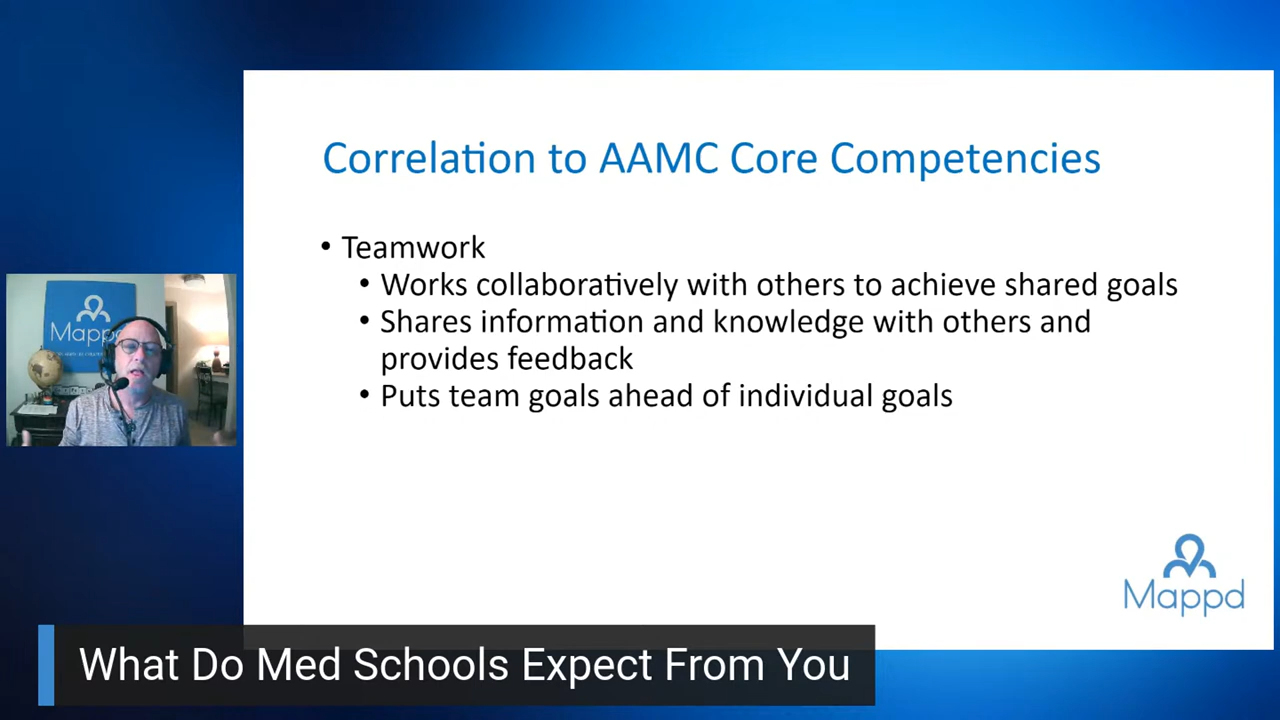 Correlation to AAMC Core Competencies
• Teamwork
• Works collaboratively with others to achieve shared goals
• Shares information and knowledge with others and
provides feedback
• Puts team goals ahead of individual goals
Mappd
Mappd
What Do Med Schools Expect From You